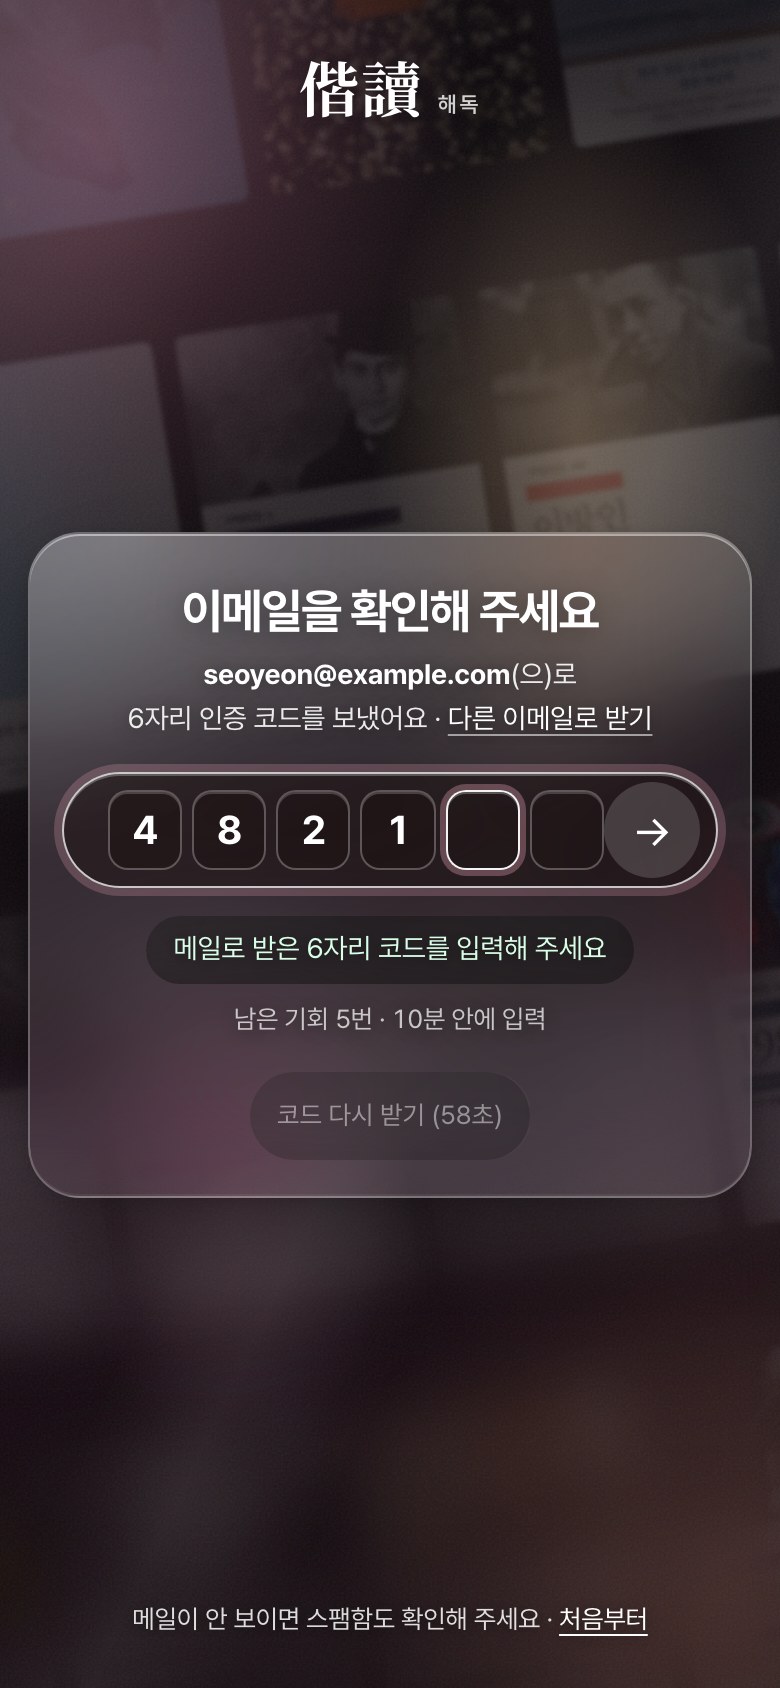 偕讀 해독
이메일을 확인해 주세요
seoyeon@example.com(으)로
6자리 인증 코드를 보냈어요 · 다른 이메일로 받기
4 8 2 1 →
메일로 받은 6자리 코드를 입력해 주세요
남은 기회 5번 · 10분 안에 입력
코드 다시 받기 (58초)
메일이 안 보이면 스팸함도 확인해 주세요 · 처음부터